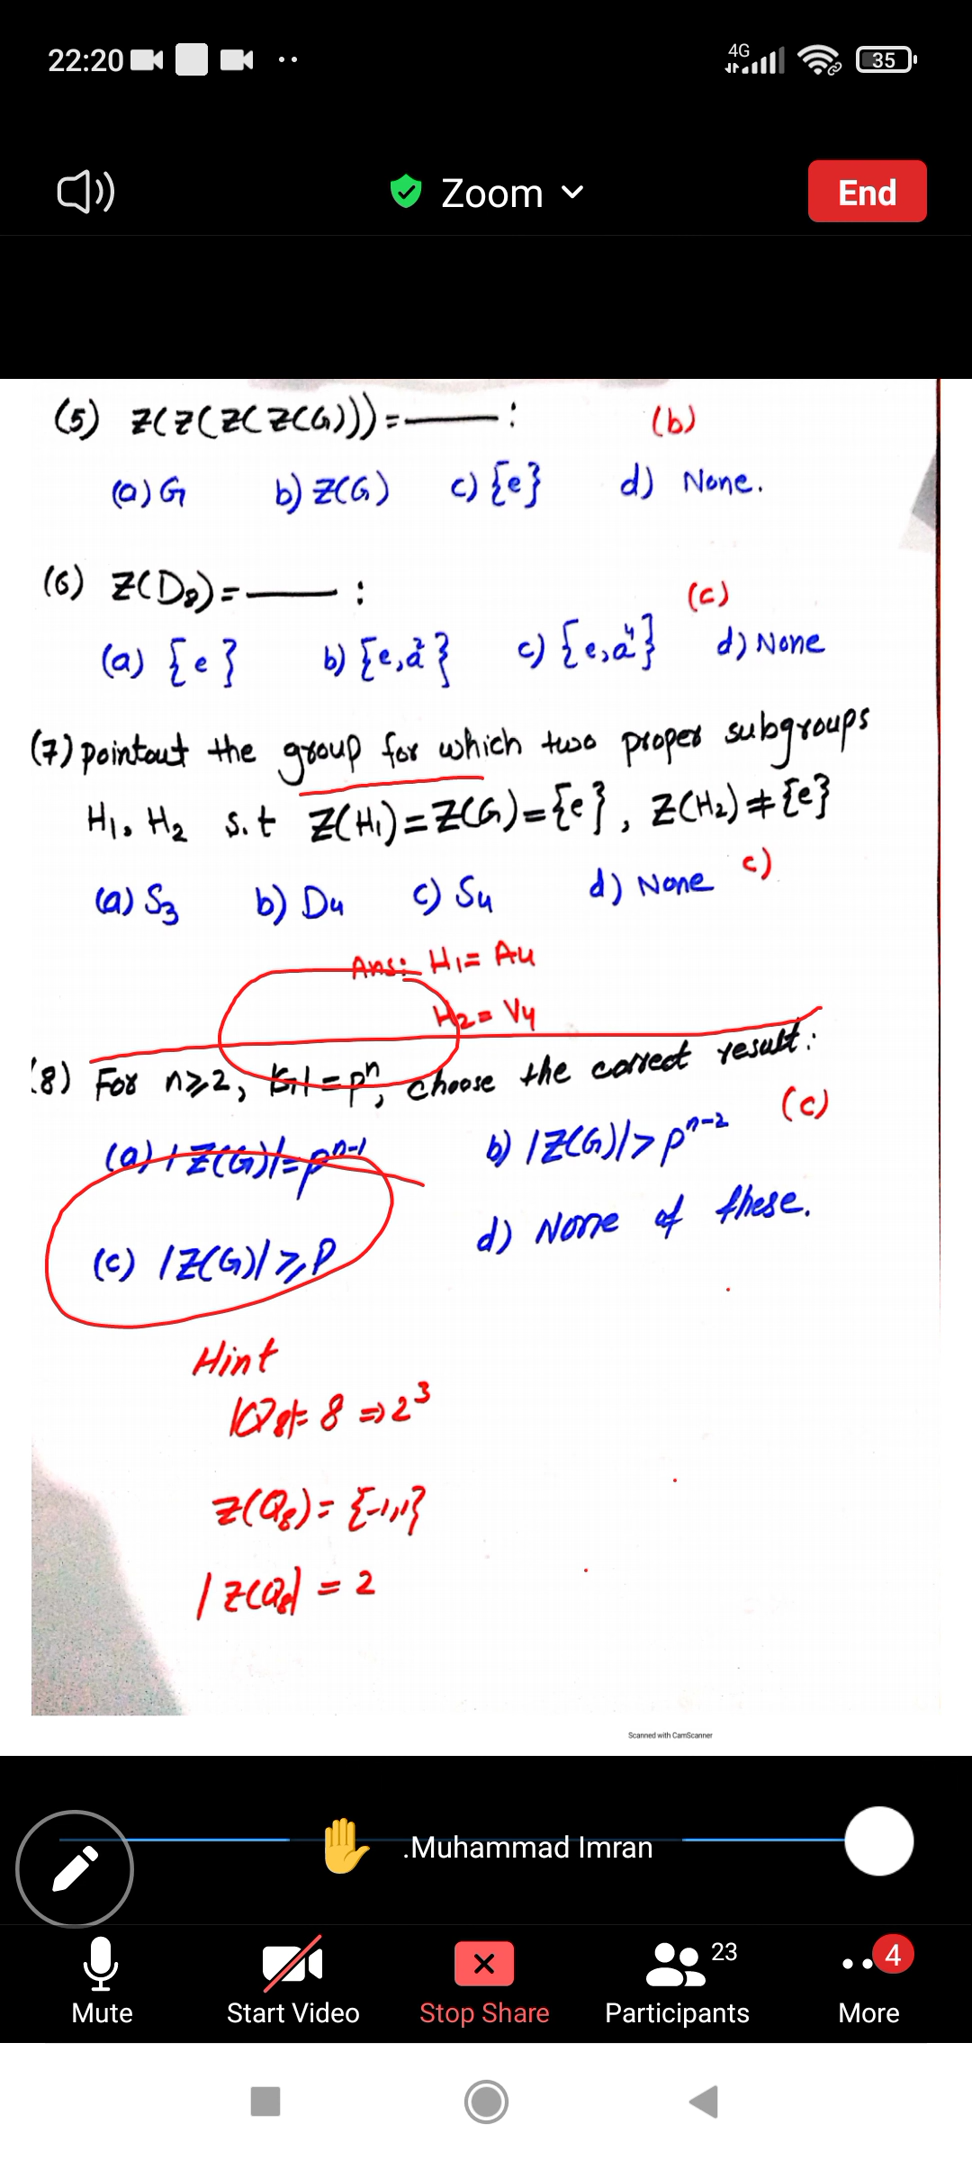 22:20
4G
35
Zoom
End
(5) Z(Z(Z(Z(G)))=——— : (b)
(a) G b) Z(G) c) {e} d) None.
(6) Z(D₈)=——— : (c)
(a) {e} b) {e,a²} c) {e,a⁴} d) None
(7) pointout the group for which two proper subgroups
H₁, H₂ s.t Z(H₁)=Z(G)={e}, Z(H₂)≠{e}
(a) S₃ b) D₄ c) S₄ d) None c)
Ans: H₁= A₄
H₂= V₄
(8) For n⩾2, |G|=pⁿ, choose the correct result:
(a) |Z(G)|=pⁿ⁻¹ b) |Z(G)|>pⁿ⁻² (c)
(c) |Z(G)|⩾p d) None of these.
Hint
|Q₈|= 8 ⇒2³
Z(Q₈)= {-1,1}
|Z(Q₈)| = 2
Scanned with CamScanner
.Muhammad Imran
23
4
Mute Start Video Stop Share Participants More